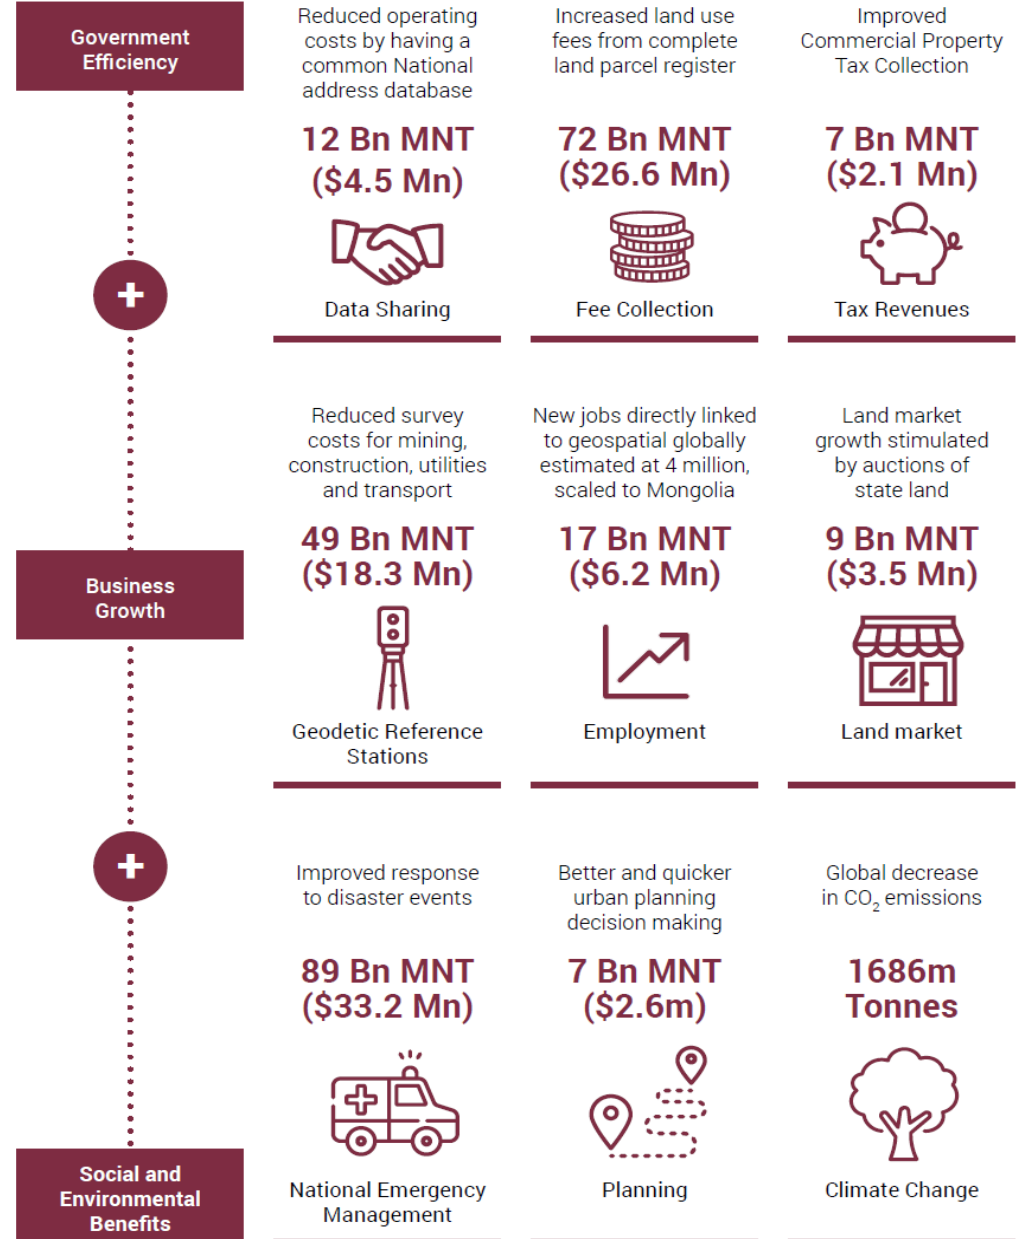 Government
Efficiency
Reduced operating
costs by having a
common National
address database
12 Bn MNT
($4.5 Mn)
Data Sharing
Increased land use
fees from complete
land parcel register
72 Bn MNT
($26.6 Mn)
Fee Collection
Improved
Commercial Property
Tax Collection
7 Bn MNT
($2.1 Mn)
Tax Revenues
+
Business
Growth
Reduced survey
costs for mining,
construction, utilities
and transport
49 Bn MNT
($18.3 Mn)
Geodetic Reference
Stations
New jobs directly linked
to geospatial globally
estimated at 4 million,
scaled to Mongolia
17 Bn MNT
($6.2 Mn)
Employment
Land market
growth stimulated
by auctions of
state land
9 Bn MNT
($3.5 Mn)
Land market
+
Social and
Environmental
Benefits
Improved response
to disaster events
89 Bn MNT
($33.2 Mn)
National Emergency
Management
Better and quicker
urban planning
decision making
7 Bn MNT
($2.6m)
Planning
Global decrease
in CO₂ emissions
1686m
Tonnes
Climate Change